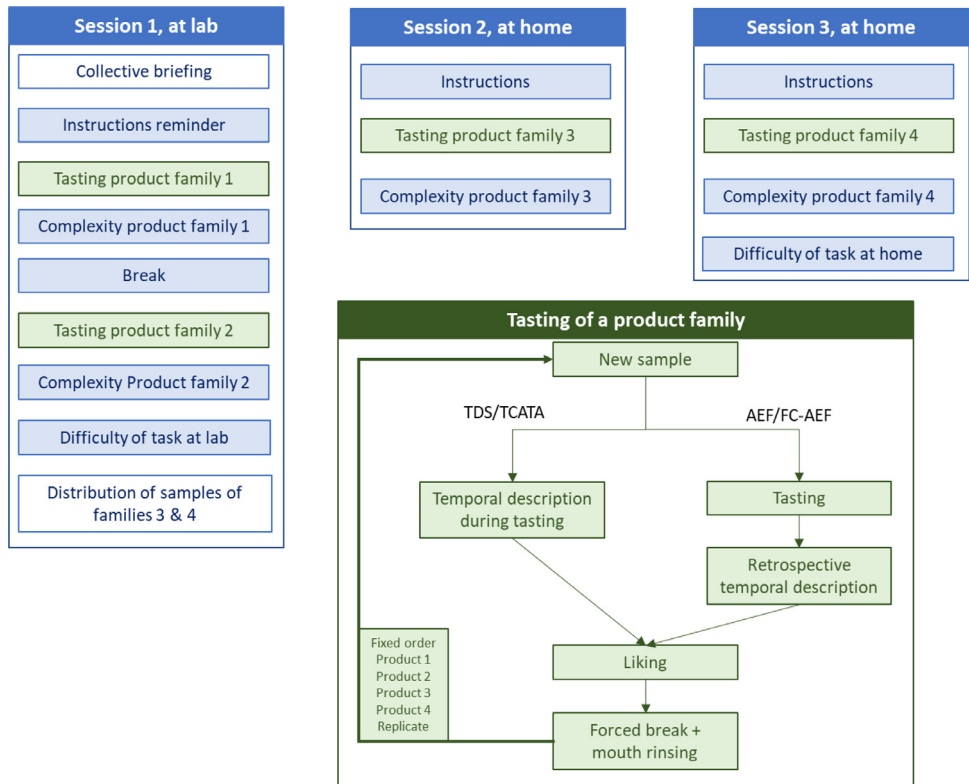 Session 1, at lab
Collective briefing
Instructions reminder
Tasting product family 1
Complexity product family 1
Break
Tasting product family 2
Complexity Product family 2
Difficulty of task at lab
Distribution of samples of
families 3 & 4
Session 2, at home
Instructions
Tasting product family 3
Complexity product family 3
Session 3, at home
Instructions
Tasting product family 4
Complexity product family 4
Difficulty of task at home
Tasting of a product family
New sample
TDS/TCATA
AEF/FC-AEF
Temporal description
during tasting
Tasting
Retrospective
temporal description
Liking
Fixed order
Product 1
Product 2
Product 3
Product 4
Replicate
Forced break +
mouth rinsing